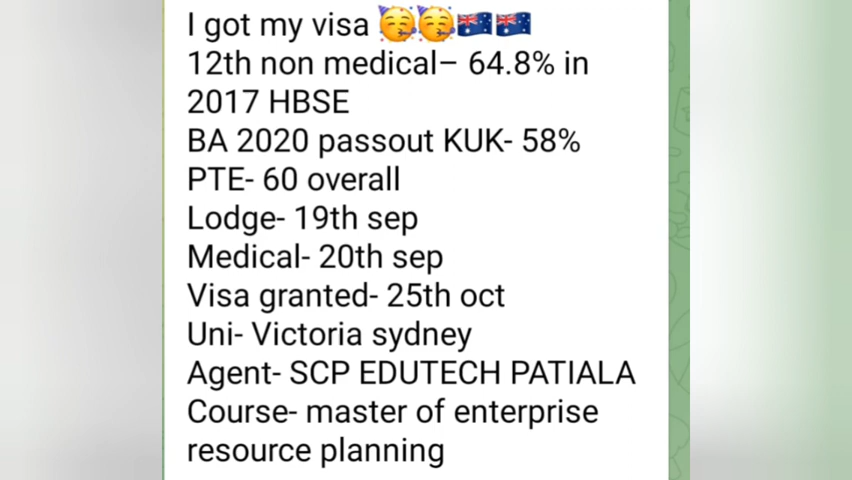 I got my visa 🥳🥳🇦🇺🇦🇺
12th non medical– 64.8% in
2017 HBSE
BA 2020 passout KUK- 58%
PTE- 60 overall
Lodge- 19th sep
Medical- 20th sep
Visa granted- 25th oct
Uni- Victoria sydney
Agent- SCP EDUTECH PATIALA
Course- master of enterprise
resource planning